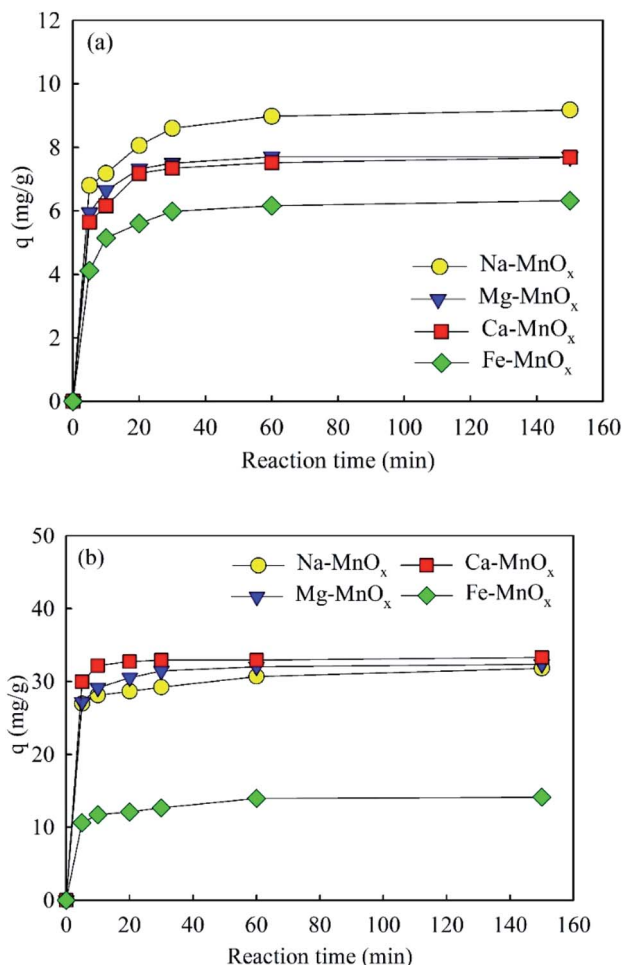 (a)
12
10
8
6
4
2
0
q (mg/g)
Na-MnOₓ
Mg-MnOₓ
Ca-MnOₓ
Fe-MnOₓ
0 20 40 60 80 100 120 140 160
Reaction time (min)
(b)
50
40
30
20
10
0
q (mg/g)
Na-MnOₓ Ca-MnOₓ
Mg-MnOₓ Fe-MnOₓ
0 20 40 60 80 100 120 140 160
Reaction time (min)